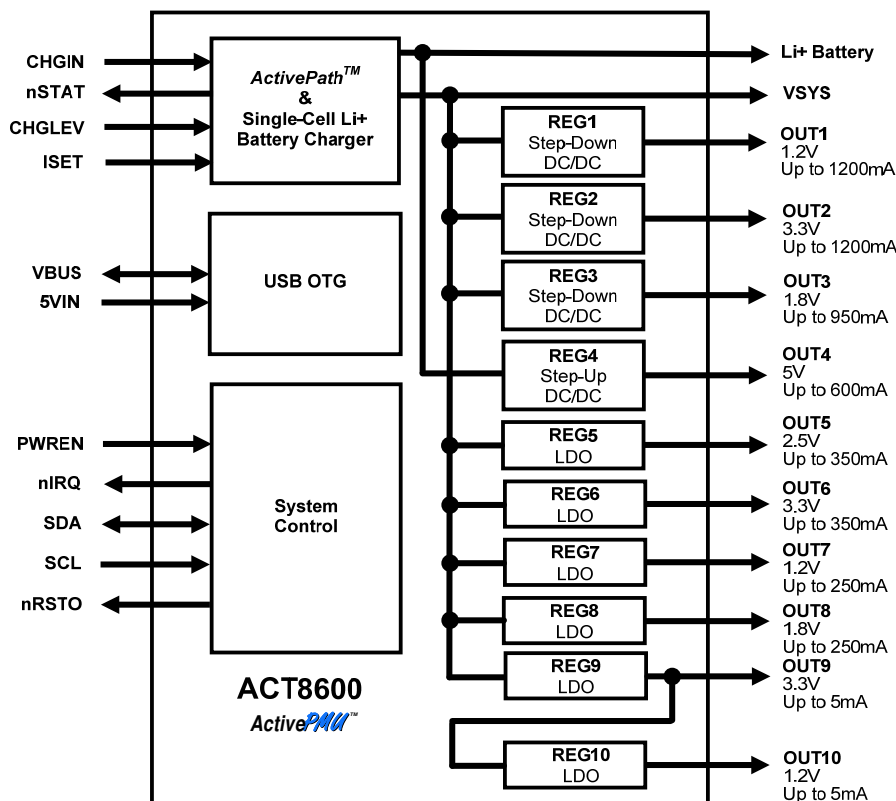 CHGIN
nSTAT
CHGLEV
ISET
ActivePath™
&
Single-Cell Li+
Battery Charger
VBUS
5VIN
USB OTG
PWREN
nIRQ
SDA
SCL
nRSTO
System
Control
ACT8600
ActivePMU™
REG1
Step-Down
DC/DC
REG2
Step-Down
DC/DC
REG3
Step-Down
DC/DC
REG4
Step-Up
DC/DC
REG5
LDO
REG6
LDO
REG7
LDO
REG8
LDO
REG9
LDO
REG10
LDO
Li+ Battery
VSYS
OUT1
1.2V
Up to 1200mA
OUT2
3.3V
Up to 1200mA
OUT3
1.8V
Up to 950mA
OUT4
5V
Up to 600mA
OUT5
2.5V
Up to 350mA
OUT6
3.3V
Up to 350mA
OUT7
1.2V
Up to 250mA
OUT8
1.8V
Up to 250mA
OUT9
3.3V
Up to 5mA
OUT10
1.2V
Up to 5mA